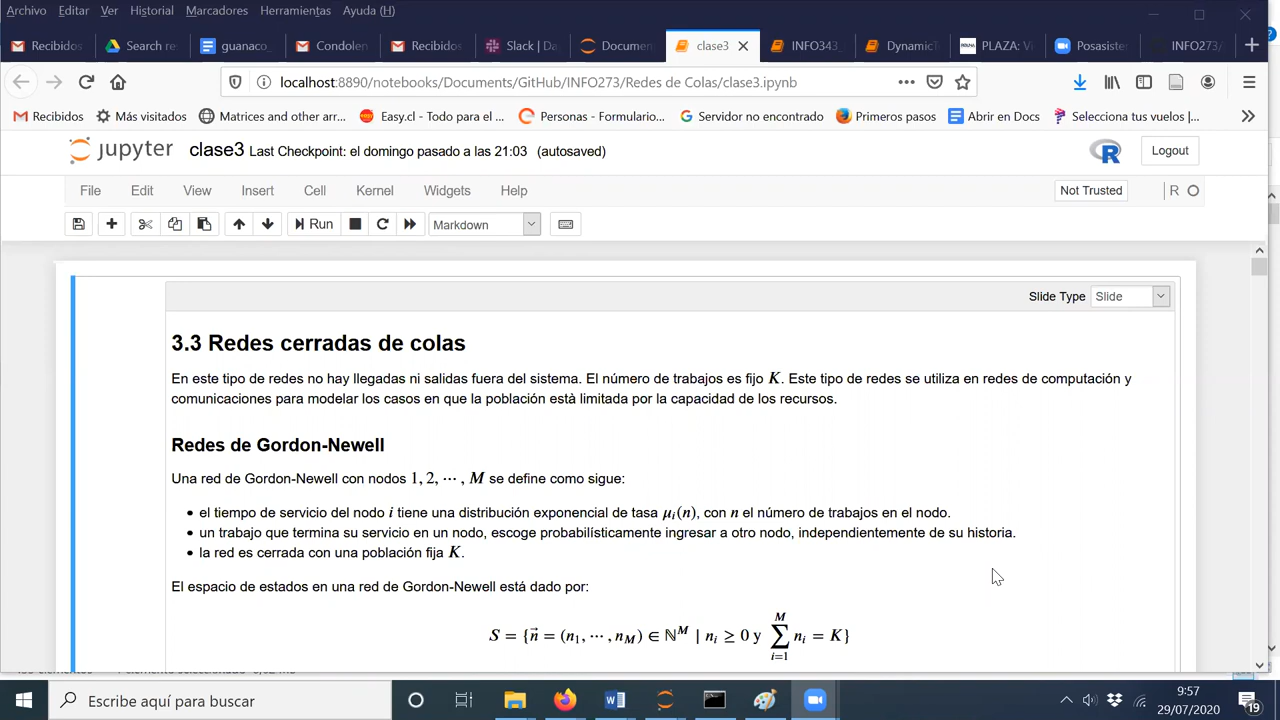 Archivo Editar Ver Historial Marcadores Herramientas Ayuda (H)
Recibidos Search re guanaco_ Condolen Recibidos Slack | Da Documen clase3 INFO343_ DynamicT PLAZA: Vi Posasiste INFO273/
localhost:8890/notebooks/Documents/GitHub/INFO273/Redes de Colas/clase3.ipynb
Recibidos Más visitados Matrices and other arr... Easy.cl - Todo para el ... Personas - Formulario... Servidor no encontrado Primeros pasos Abrir en Docs Selecciona tus vuelos |...
jupyter clase3 Last Checkpoint: el domingo pasado a las 21:03 (autosaved) R Logout
File Edit View Insert Cell Kernel Widgets Help Not Trusted R
Run Markdown
Slide Type Slide
3.3 Redes cerradas de colas
En este tipo de redes no hay llegadas ni salidas fuera del sistema. El número de trabajos es fijo K. Este tipo de redes se utiliza en redes de computación y
comunicaciones para modelar los casos en que la población està limitada por la capacidad de los recursos.
Redes de Gordon-Newell
Una red de Gordon-Newell con nodos 1, 2, ⋯ , M se define como sigue:
• el tiempo de servicio del nodo i tiene una distribución exponencial de tasa μᵢ(n), con n el número de trabajos en el nodo.
• un trabajo que termina su servicio en un nodo, escoge probabilísticamente ingresar a otro nodo, independientemente de su historia.
• la red es cerrada con una población fija K.
El espacio de estados en una red de Gordon-Newell está dado por:
S = {n⃗ = (n₁, ⋯ , n_M) ∈ ℕ^M | nᵢ ≥ 0 y ∑_{i=1}^{M} nᵢ = K}
Escribe aquí para buscar
9:57
29/07/2020
19